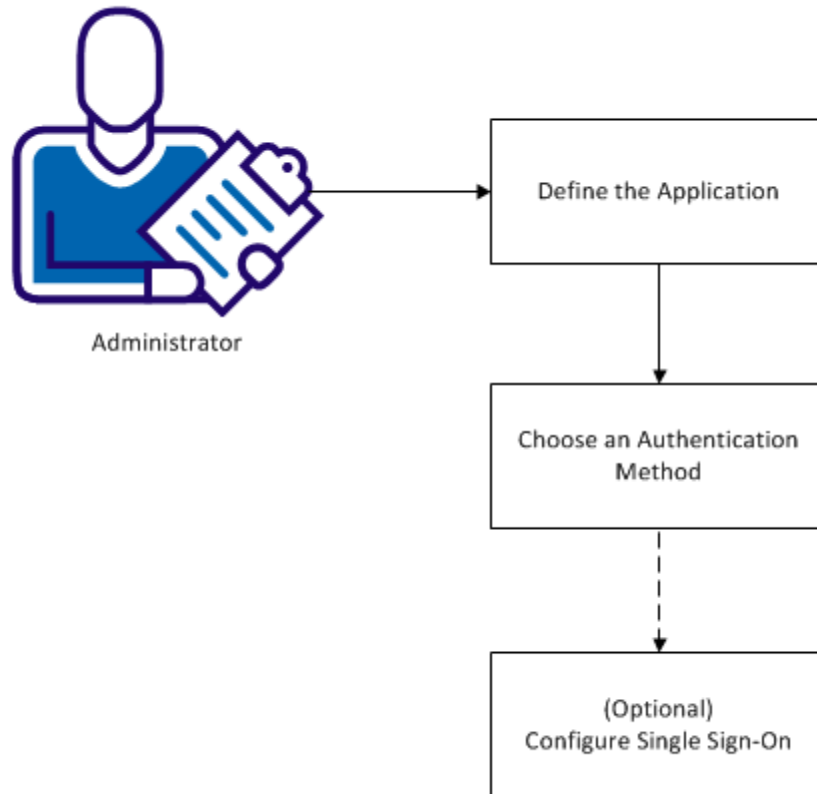 Define the Application
Administrator
Choose an Authentication
Method
(Optional)
Configure Single Sign-On